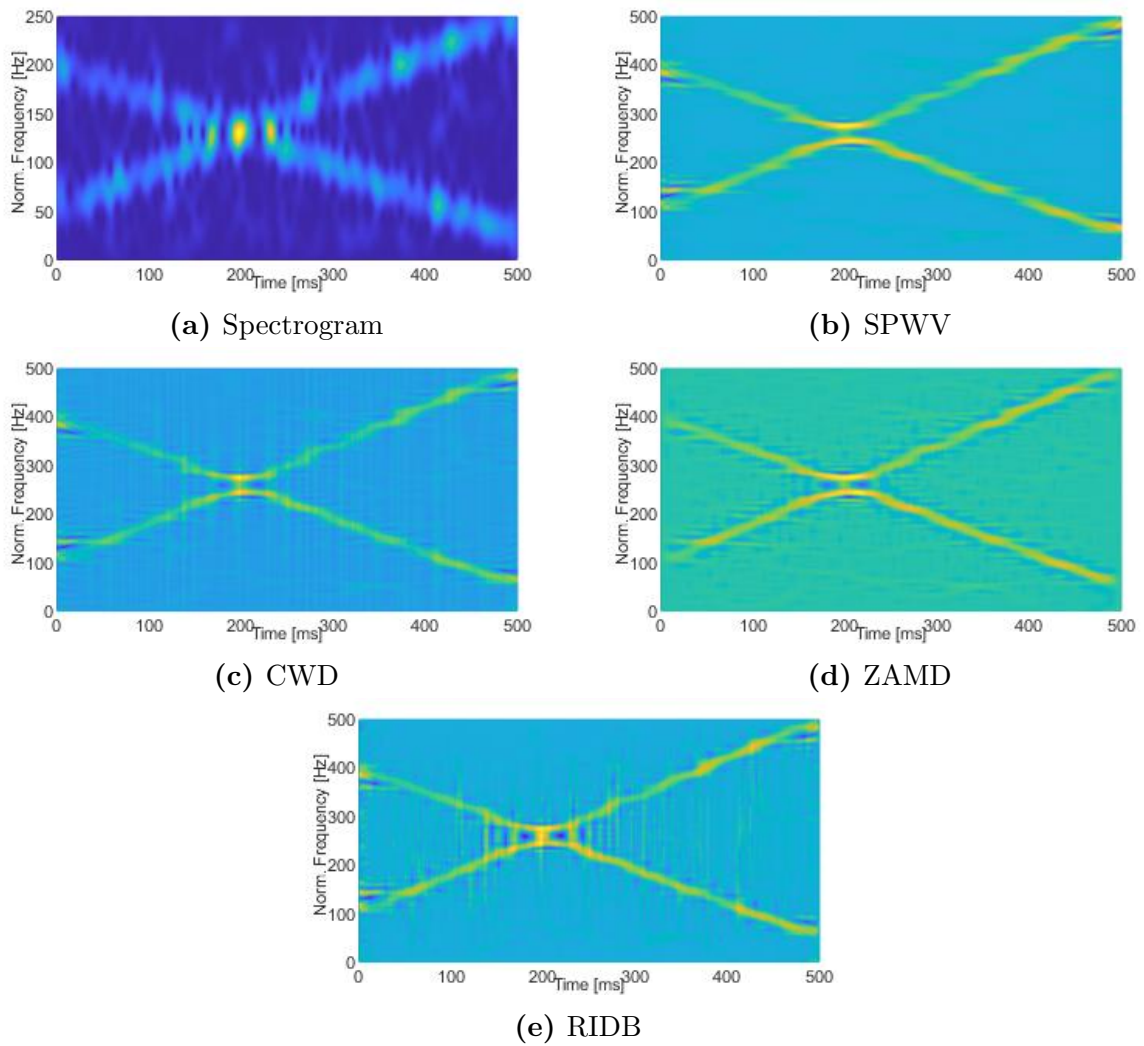 250
200
150
100
50
0
Norm. Frequency [Hz]
0 100 200 300 400 500
Time [ms]
(a) Spectrogram
500
400
300
200
100
0
Norm. Frequency [Hz]
0 100 200 300 400 500
Time [ms]
(b) SPWV
500
400
300
200
100
0
Norm. Frequency [Hz]
0 100 200 300 400 500
Time [ms]
(c) CWD
500
400
300
200
100
0
Norm. Frequency [Hz]
0 100 200 300 400 500
Time [ms]
(d) ZAMD
500
400
300
200
100
0
Norm. Frequency [Hz]
0 100 200 300 400 500
Time [ms]
(e) RIDB